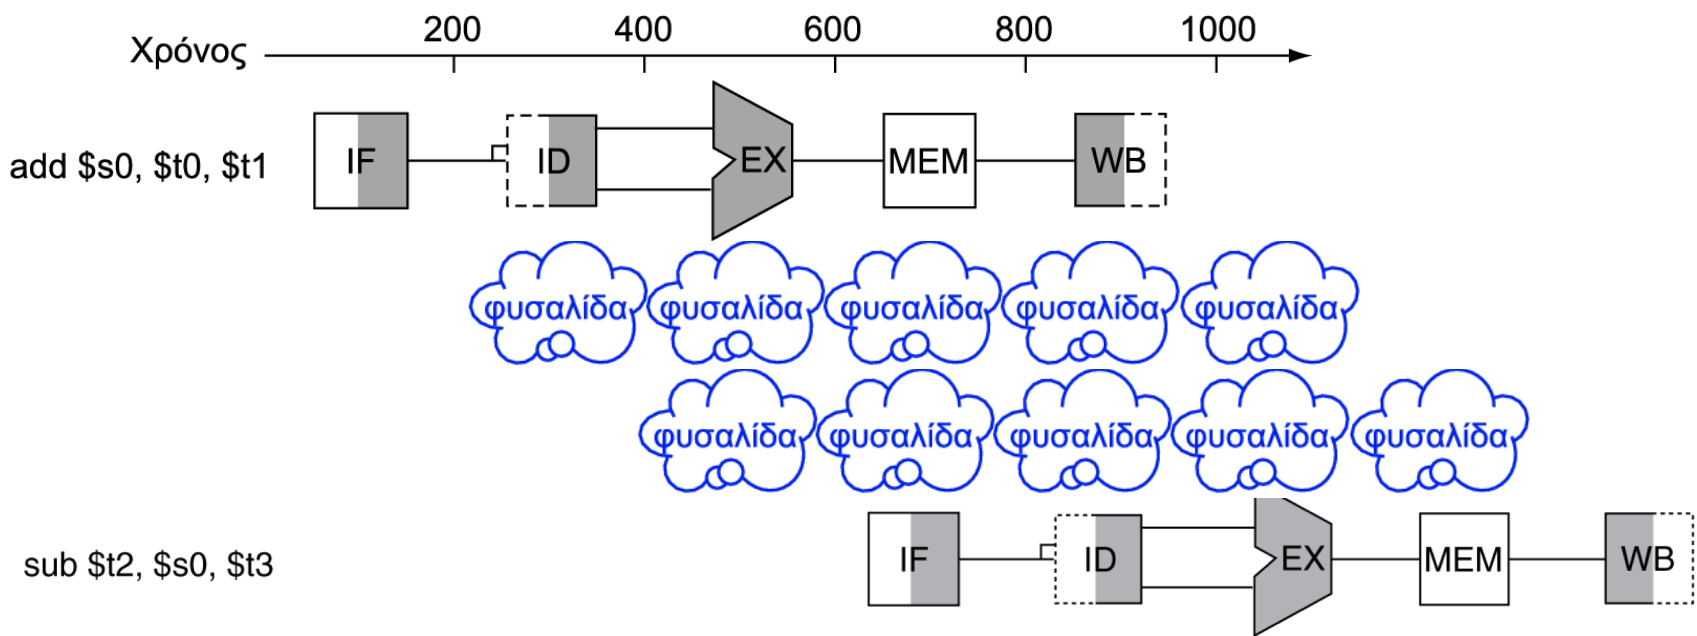 200 400 600 800 1000
Χρόνος
add $s0, $t0, $t1 IF ID EX MEM WB
φυσαλίδα φυσαλίδα φυσαλίδα φυσαλίδα φυσαλίδα
φυσαλίδα φυσαλίδα φυσαλίδα φυσαλίδα φυσαλίδα
sub $t2, $s0, $t3 IF ID EX MEM WB